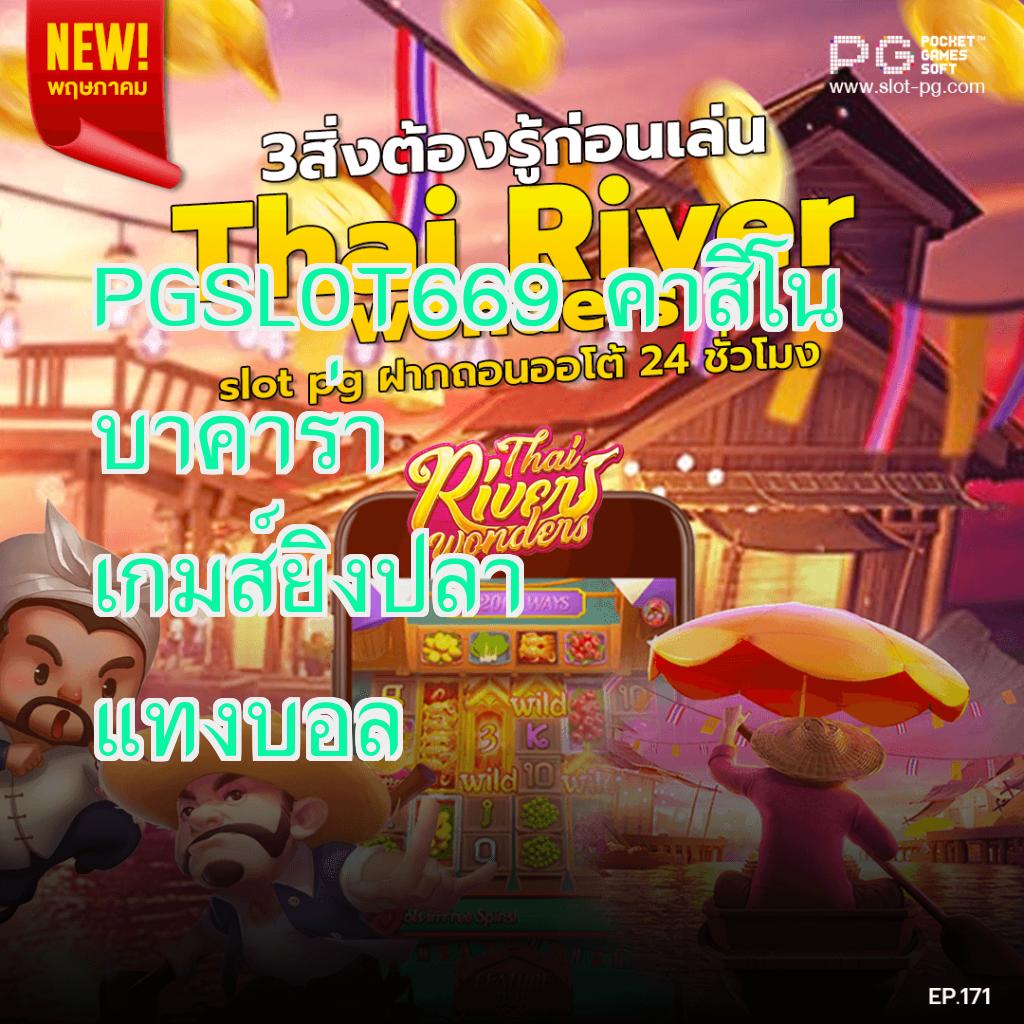 NEW!
พฤษภาคม
PG POCKET GAMES SOFT™
www.slot-pg.com
3สิ่งต้องรู้ก่อนเล่น
Thai River
wonders
PGSLOT669 คาสิโน
slot pg ฝากถอนออโต้ 24 ชั่วโมง
บาคาร่า
Thai River Wonders
เกมส์ยิงปลา
WAYS
wild
แทงบอล
3 K
wild 10
J
Q
EP.171